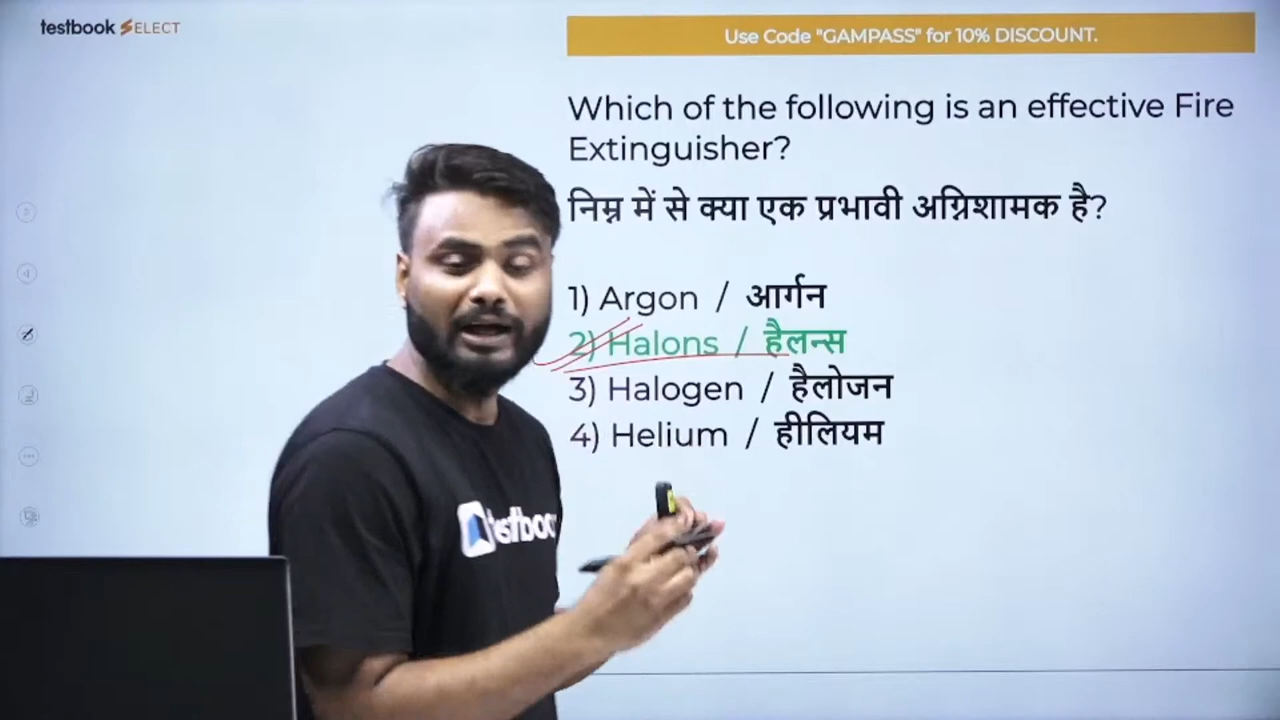 testbook SELECT
Use Code "GAMPASS" for 10% DISCOUNT.
Which of the following is an effective Fire
Extinguisher?
निम्न में से क्या एक प्रभावी अग्निशामक है?
1) Argon / आर्गन
2) Halons / हैलन्स
3) Halogen / हैलोजन
4) Helium / हीलियम